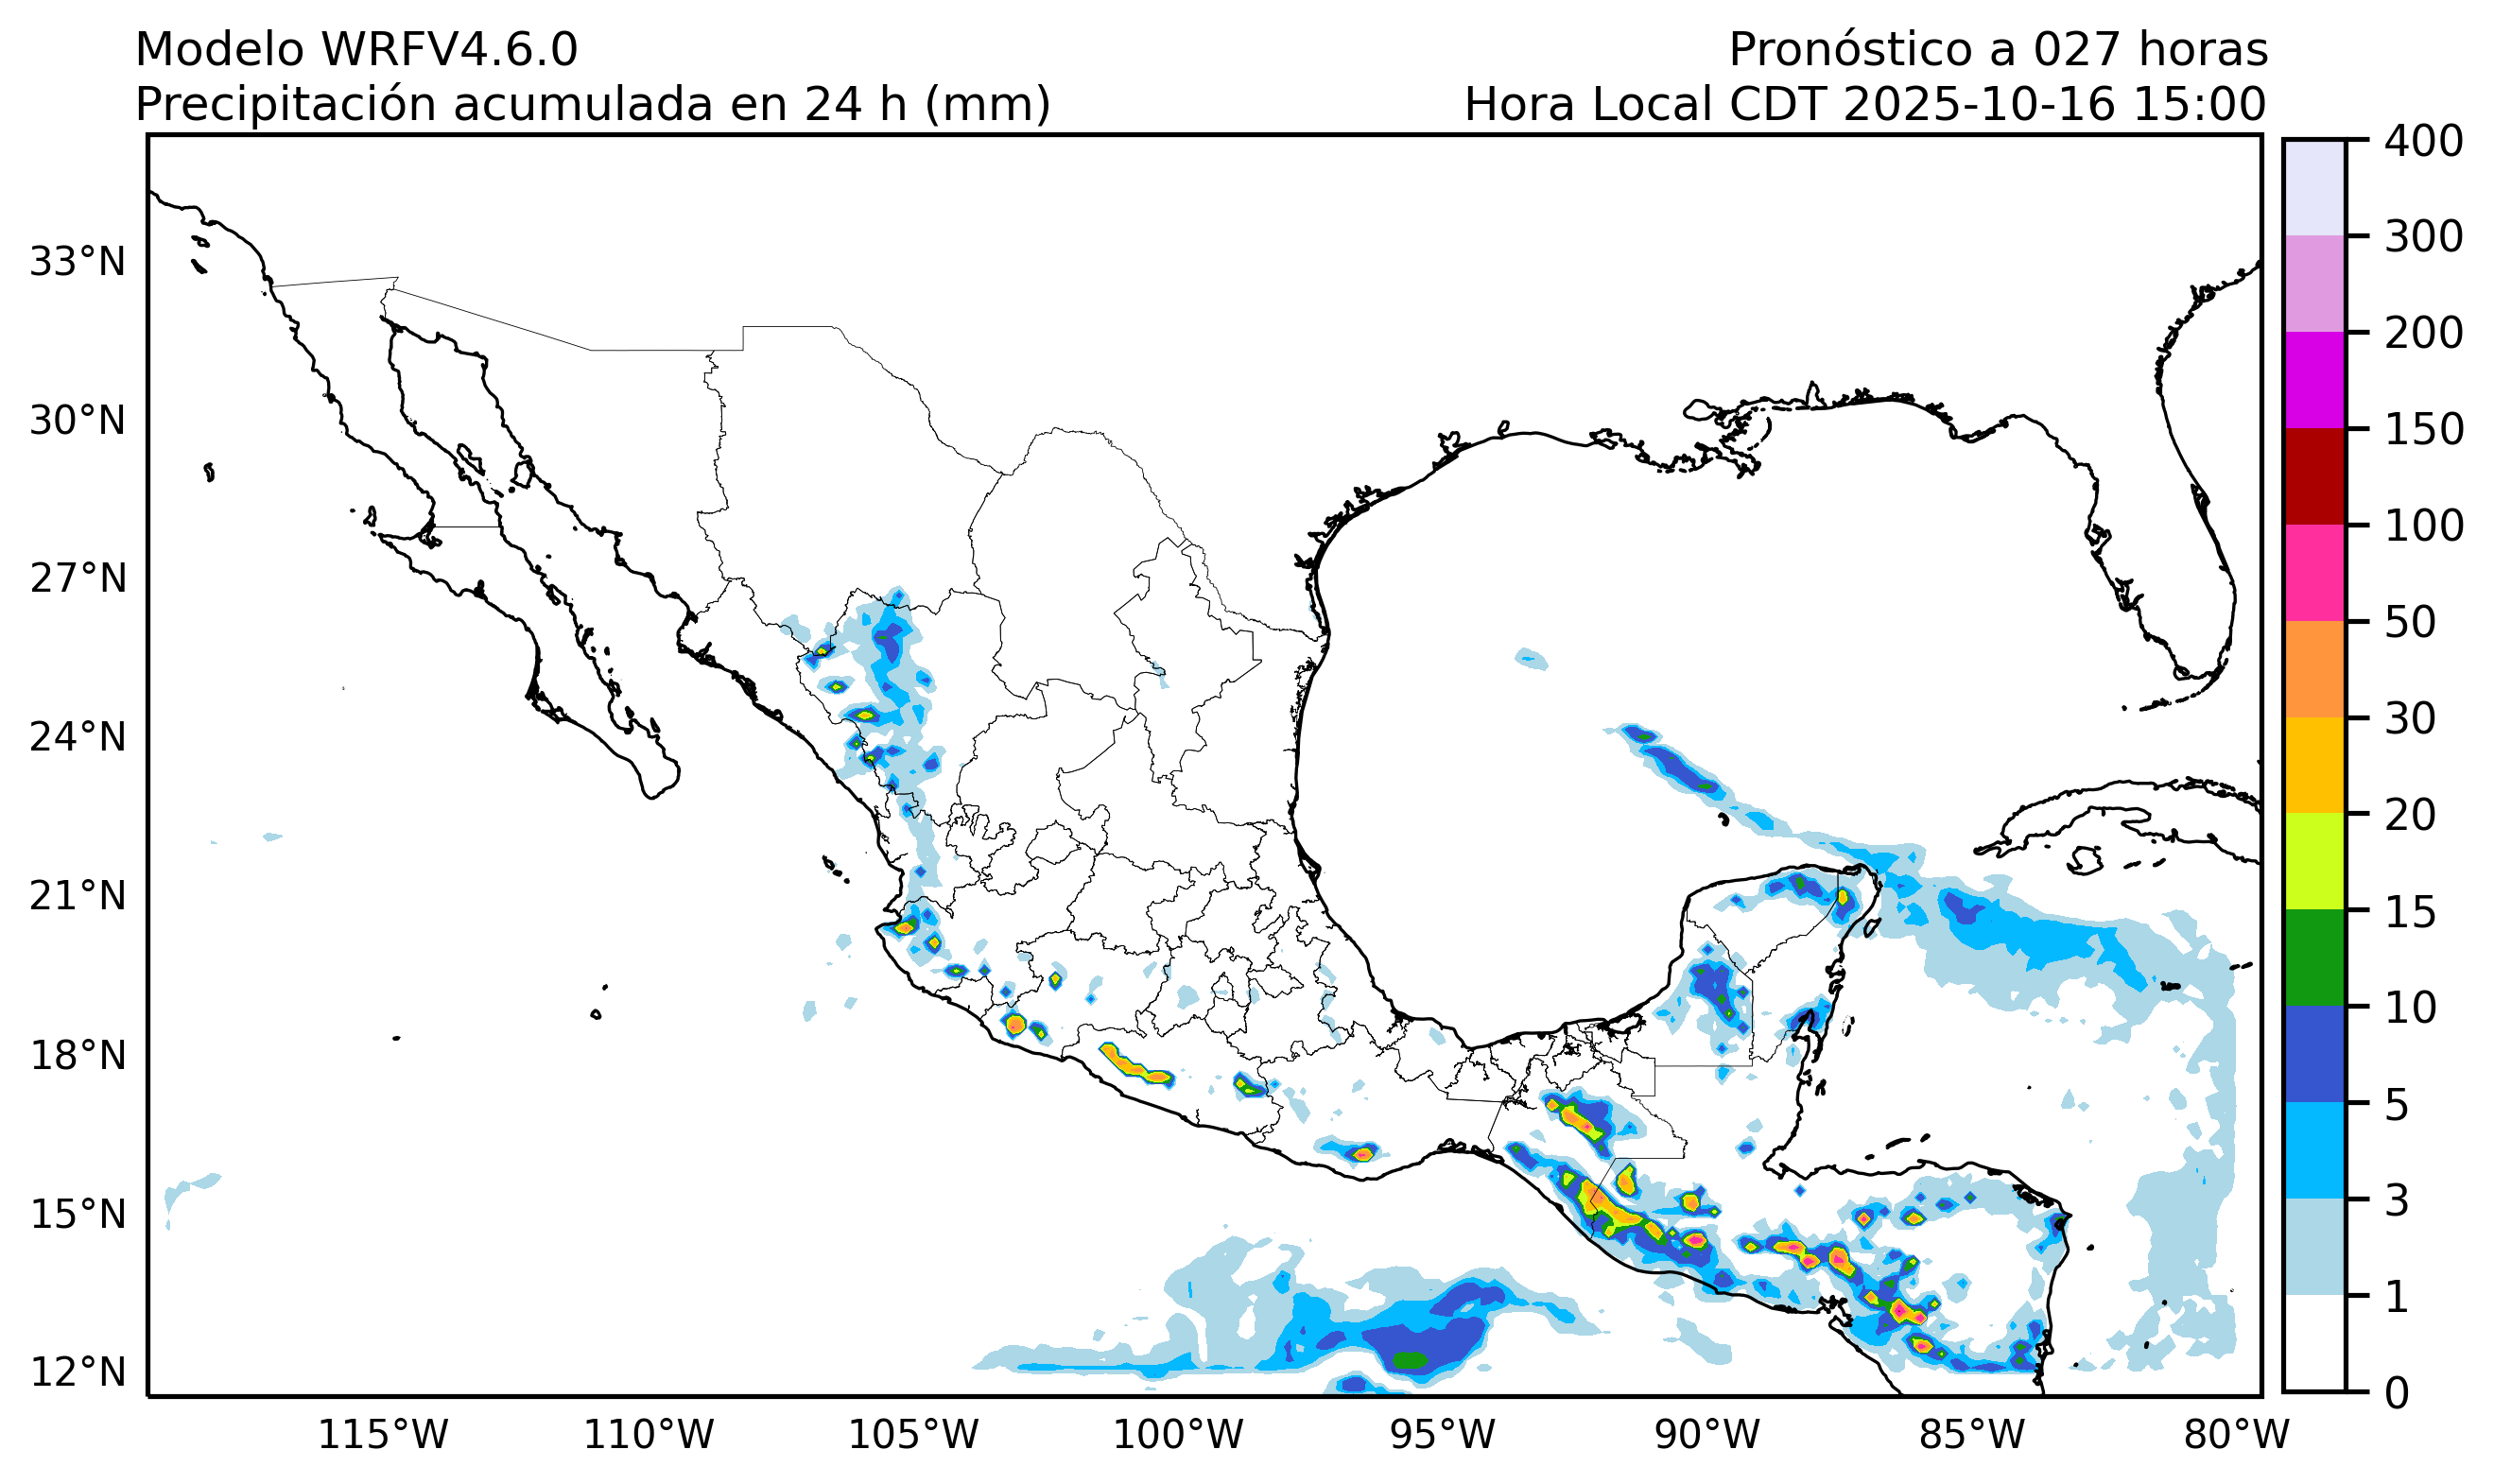 Modelo WRFV4.6.0
Pronóstico a 027 horas
Precipitación acumulada en 24 h (mm)
Hora Local CDT 2025-10-16 15:00
33°N
30°N
27°N
24°N
21°N
18°N
15°N
12°N
115°W
110°W
105°W
100°W
95°W
90°W
85°W
80°W
400
300
200
150
100
50
30
20
15
10
5
3
1
0